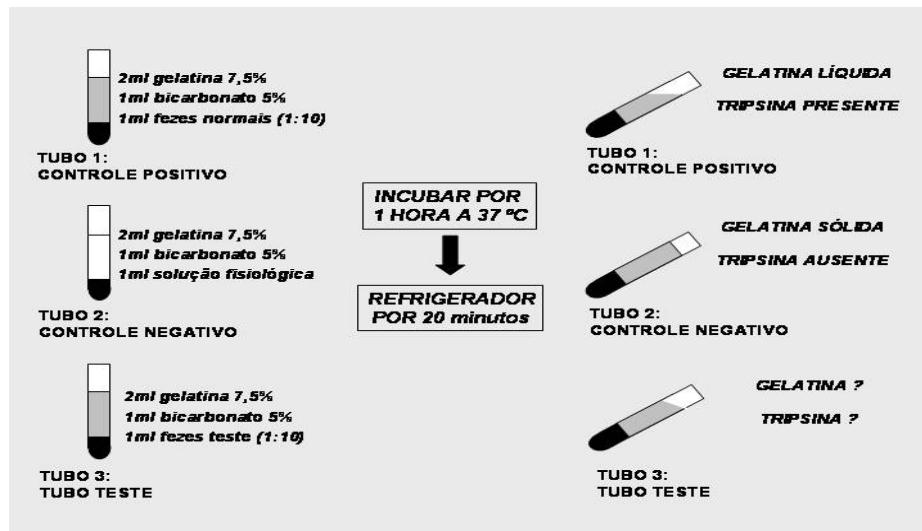 2ml gelatina 7,5%
1ml bicarbonato 5%
1ml fezes normais (1:10)
TUBO 1:
CONTROLE POSITIVO
2ml gelatina 7,5%
1ml bicarbonato 5%
1ml solução fisiológica
TUBO 2:
CONTROLE NEGATIVO
2ml gelatina 7,5%
1ml bicarbonato 5%
1ml fezes teste (1:10)
TUBO 3:
TUBO TESTE
INCUBAR POR
1 HORA A 37 ºC
REFRIGERADOR
POR 20 minutos
GELATINA LÍQUIDA
TRIPSINA PRESENTE
TUBO 1:
CONTROLE POSITIVO
GELATINA SÓLIDA
TRIPSINA AUSENTE
TUBO 2:
CONTROLE NEGATIVO
GELATINA ?
TRIPSINA ?
TUBO 3:
TUBO TESTE